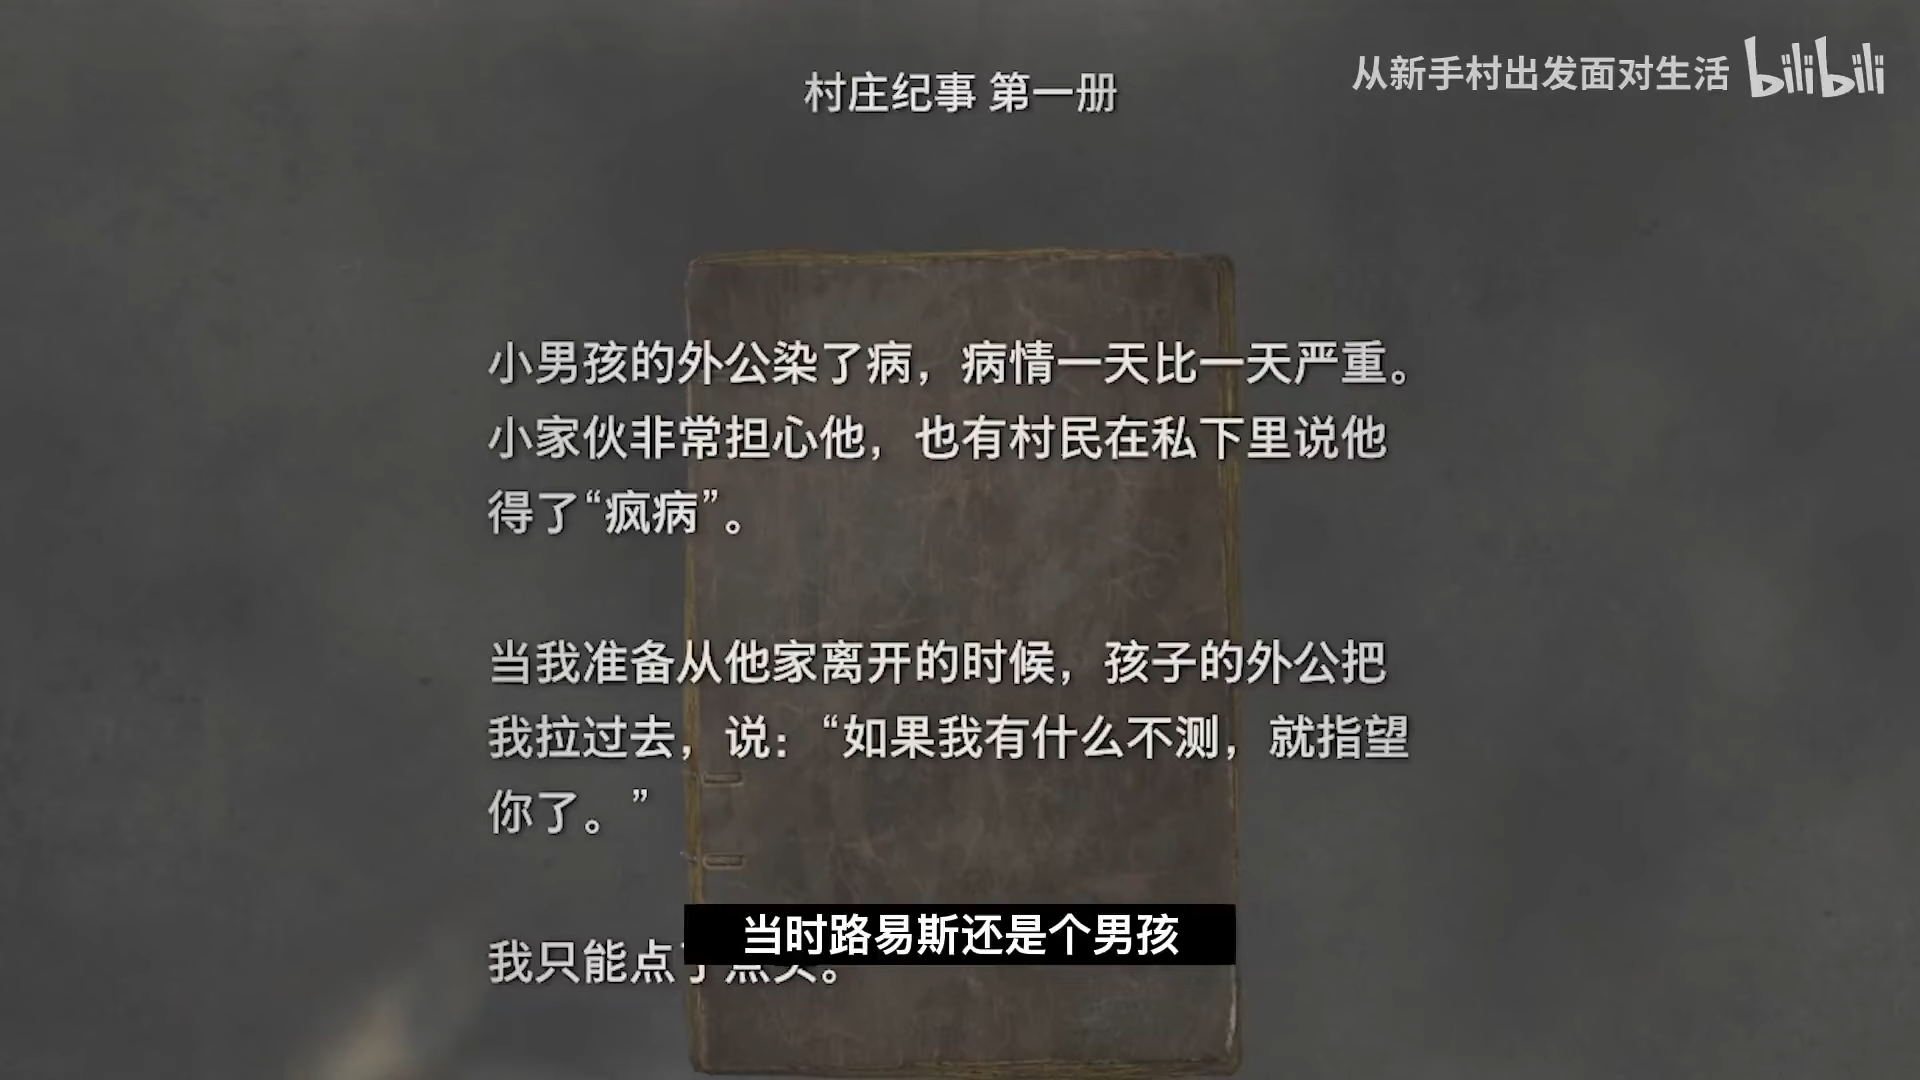 从新手村出发面对生活 bilibili
村庄纪事 第一册
小男孩的外公染了病，病情一天比一天严重。
小家伙非常担心他，也有村民在私下里说他
得了“疯病”。
当我准备从他家离开的时候，孩子的外公把
我拉过去，说：“如果我有什么不测，就指望
你了。”
当时路易斯还是个男孩
我只能点了点头。